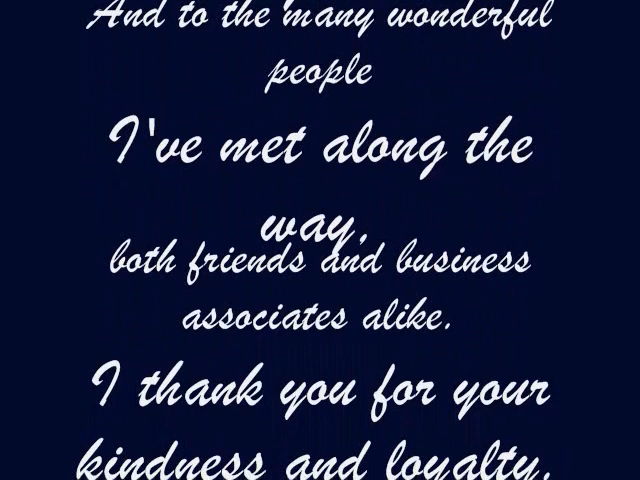 And to the many wonderful
people
I've met along the
way,
both friends and business
associates alike.
I thank you for your
kindness and loyalty.